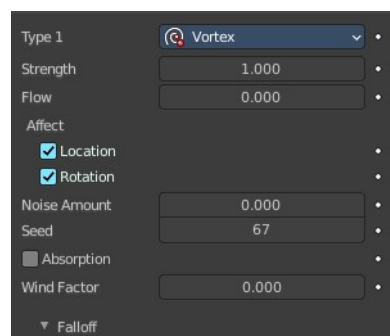 Type 1 Vortex
Strength 1.000
Flow 0.000
Affect
Location
Rotation
Noise Amount 0.000
Seed 67
Absorption
Wind Factor 0.000
Falloff